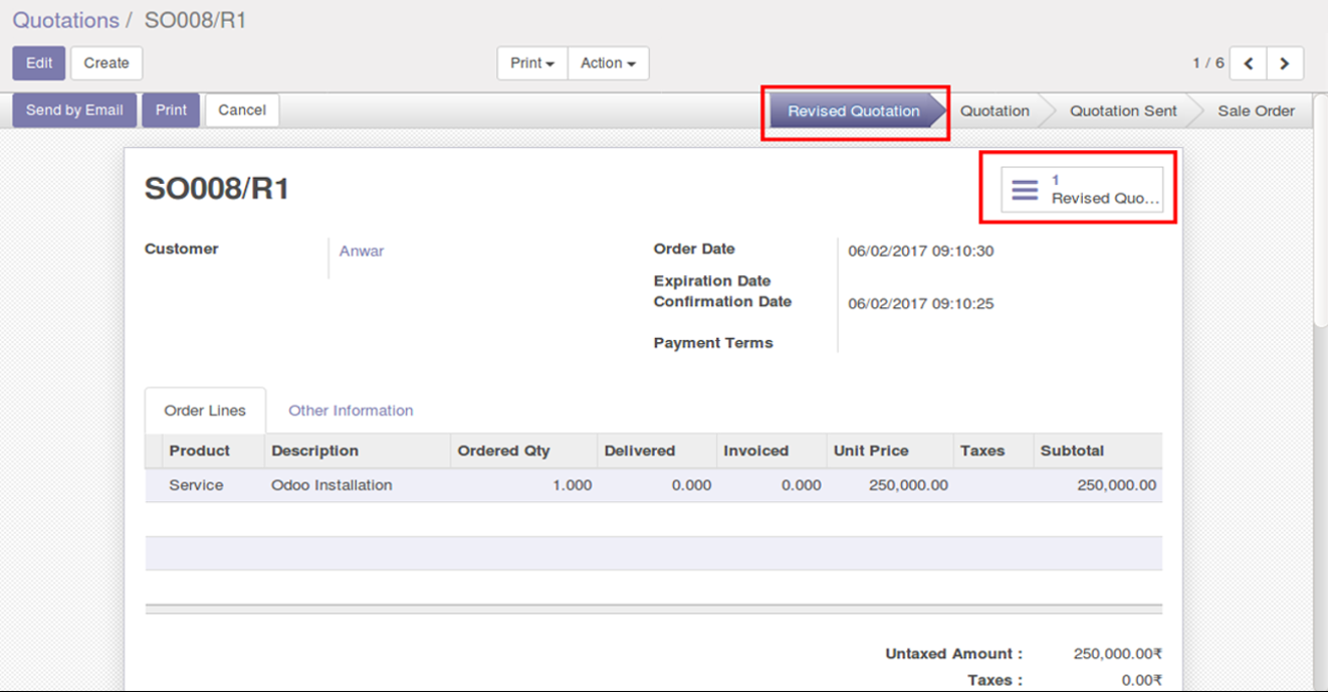 Quotations / SO008/R1
Edit Create Print Action 1 / 6
Send by Email Print Cancel Revised Quotation Quotation Quotation Sent Sale Order
SO008/R1
1
Revised Quo...
Customer Anwar Order Date 06/02/2017 09:10:30
Expiration Date
Confirmation Date 06/02/2017 09:10:25
Payment Terms
Order Lines Other Information
Product Description Ordered Qty Delivered Invoiced Unit Price Taxes Subtotal
Service Odoo Installation 1.000 0.000 0.000 250,000.00 250,000.00
Untaxed Amount : 250,000.00₹
Taxes : 0.00₹